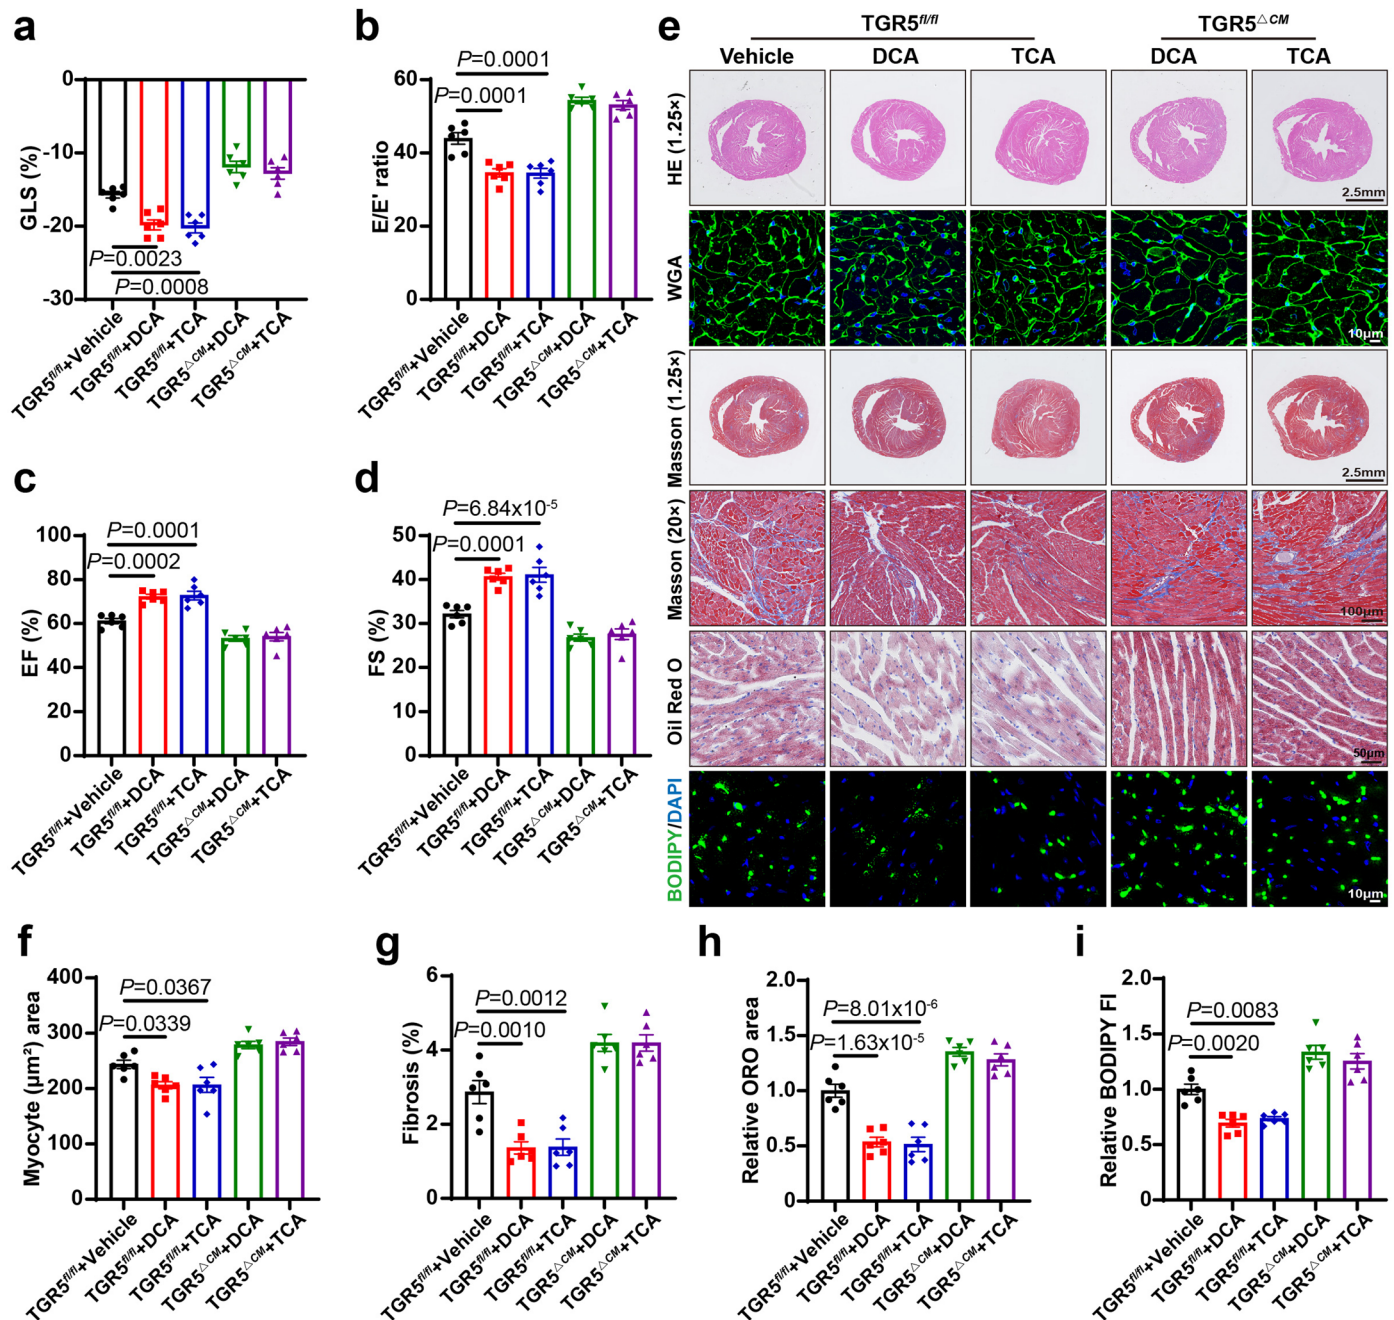 a
GLS (%)
0
-10
-20
-30
P=0.0023
P=0.0008
TGR5fl/fl+Vehicle
TGR5fl/fl+DCA
TGR5fl/fl+TCA
TGR5△CM+DCA
TGR5△CM+TCA
b
E/E' ratio
60
40
20
0
P=0.0001
P=0.0001
TGR5fl/fl+Vehicle
TGR5fl/fl+DCA
TGR5fl/fl+TCA
TGR5△CM+DCA
TGR5△CM+TCA
c
EF (%)
100
80
60
40
20
0
P=0.0001
P=0.0002
TGR5fl/fl+Vehicle
TGR5fl/fl+DCA
TGR5fl/fl+TCA
TGR5△CM+DCA
TGR5△CM+TCA
d
FS (%)
50
40
30
20
10
0
P=6.84x10-5
P=0.0001
TGR5fl/fl+Vehicle
TGR5fl/fl+DCA
TGR5fl/fl+TCA
TGR5△CM+DCA
TGR5△CM+TCA
e
TGR5fl/fl
TGR5△CM
Vehicle
DCA
TCA
DCA
TCA
HE (1.25×)
2.5mm
WGA
10μm
Masson (1.25×)
2.5mm
Masson (20×)
100μm
Oil Red O
50μm
BODIPY/DAPI
10μm
f
Myocyte (μm²) area
400
300
200
100
0
P=0.0367
P=0.0339
TGR5fl/fl+Vehicle
TGR5fl/fl+DCA
TGR5fl/fl+TCA
TGR5△CM+DCA
TGR5△CM+TCA
g
Fibrosis (%)
6
4
2
0
P=0.0012
P=0.0010
TGR5fl/fl+Vehicle
TGR5fl/fl+DCA
TGR5fl/fl+TCA
TGR5△CM+DCA
TGR5△CM+TCA
h
Relative ORO area
2.0
1.5
1.0
0.5
0
P=8.01x10-6
P=1.63x10-5
TGR5fl/fl+Vehicle
TGR5fl/fl+DCA
TGR5fl/fl+TCA
TGR5△CM+DCA
TGR5△CM+TCA
i
Relative BODIPY FI
2.0
1.5
1.0
0.5
0
P=0.0083
P=0.0020
TGR5fl/fl+Vehicle
TGR5fl/fl+DCA
TGR5fl/fl+TCA
TGR5△CM+DCA
TGR5△CM+TCA